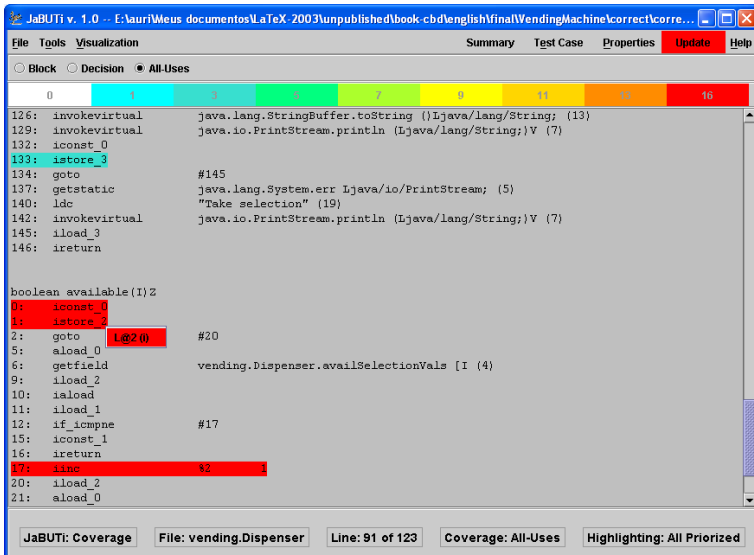 JaBUTi v. 1.0 -- E:\auri\Meus documentos\LaTeX-2003\unpublished\book-cbd\english\final\VendingMachine\correct\corre...
File Tools Visualization Summary Test Case Properties Update Help
Block Decision All-Uses
0 1 3 5 7 9 11 16
126: invokevirtual java.lang.StringBuffer.toString ()Ljava/lang/String; (13)
129: invokevirtual java.io.PrintStream.println (Ljava/lang/String;)V (7)
132: iconst_0
133: istore_3
134: goto #145
137: getstatic java.lang.System.err Ljava/io/PrintStream; (5)
140: ldc "Take selection" (19)
142: invokevirtual java.io.PrintStream.println (Ljava/lang/String;)V (7)
145: iload_3
146: ireturn
boolean available(I)Z
0: iconst_0
1: istore_2
2: goto #20
L@2 (I)
5: aload_0
6: getfield vending.Dispenser.availSelectionVals [I (4)
9: iload_2
10: iaload
11: iload_1
12: if_icmpne #17
15: iconst_1
16: ireturn
17: iinc %2 1
20: iload_2
21: aload_0
JaBUTi: Coverage File: vending.Dispenser Line: 91 of 123 Coverage: All-Uses Highlighting: All Priorized